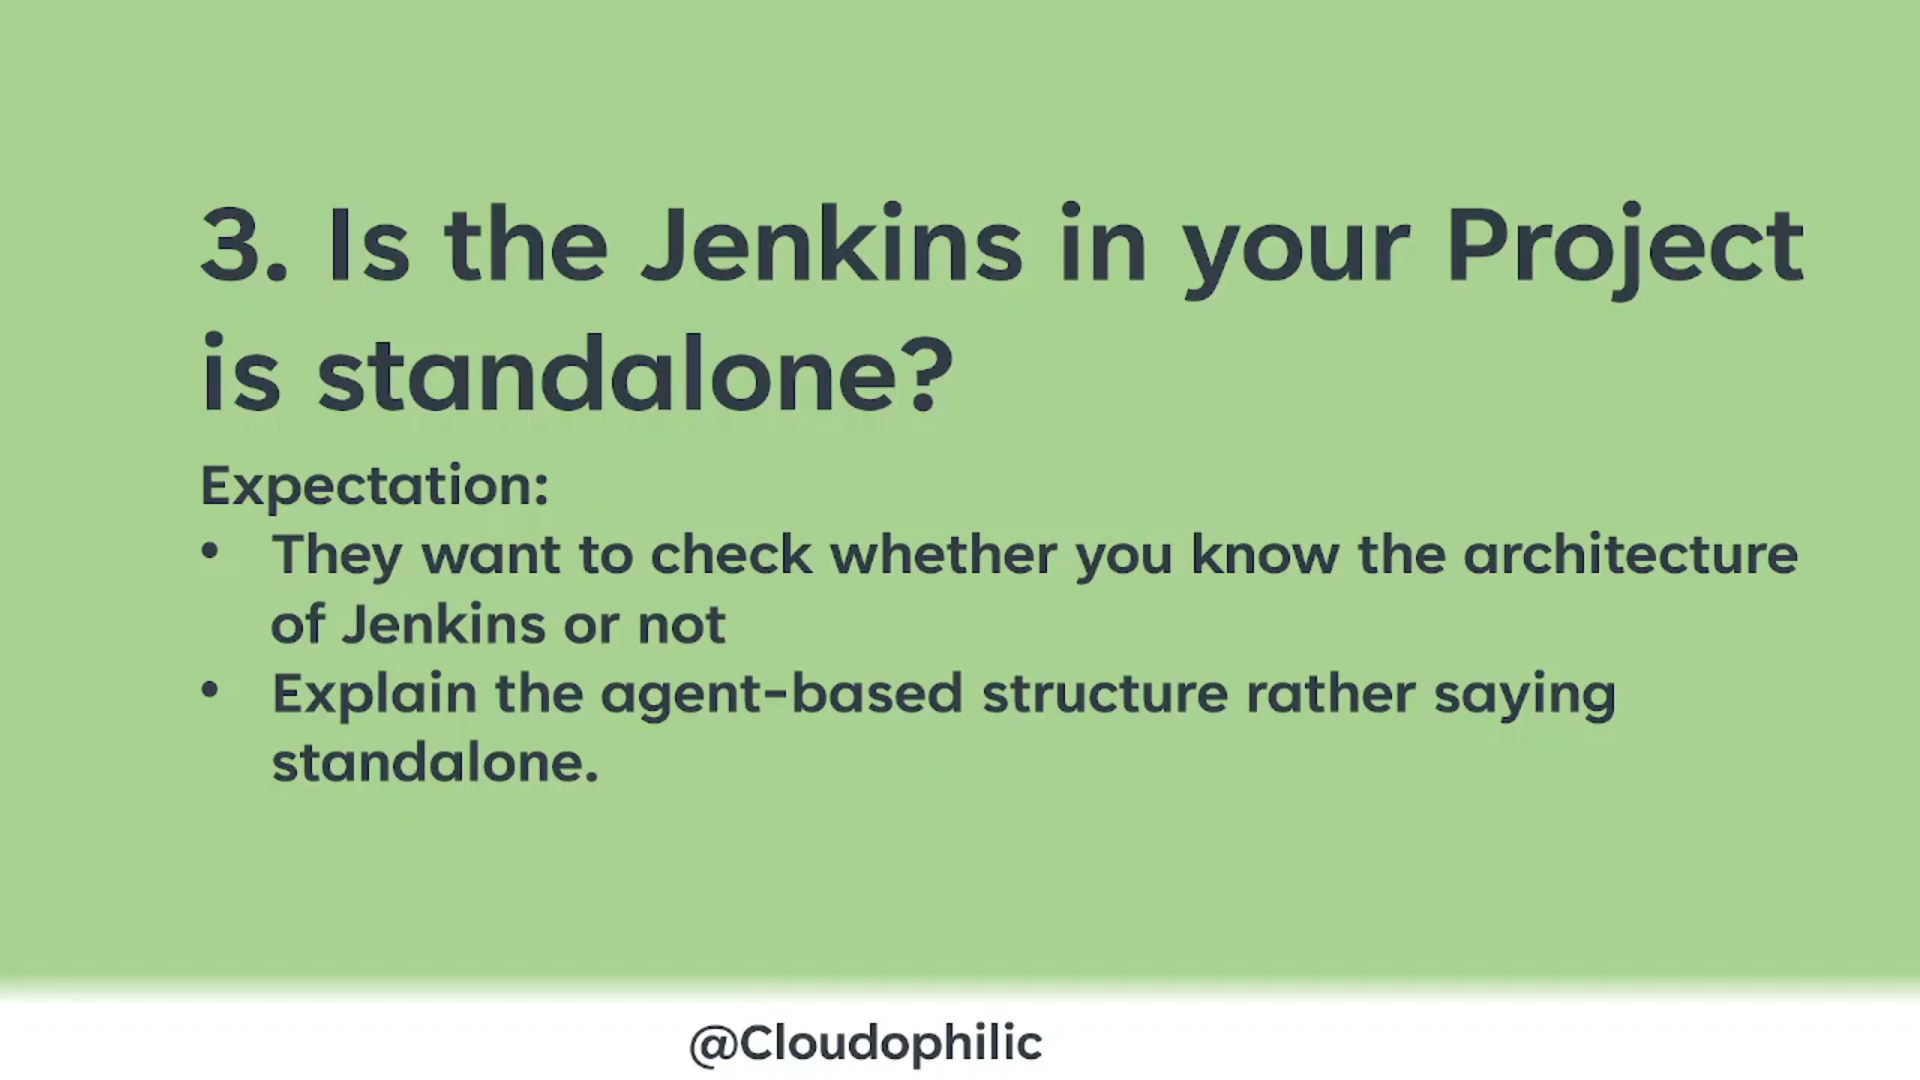 3. Is the Jenkins in your Project
is standalone?
Expectation:
• They want to check whether you know the architecture
of Jenkins or not
• Explain the agent-based structure rather saying
standalone.
@Cloudophilic